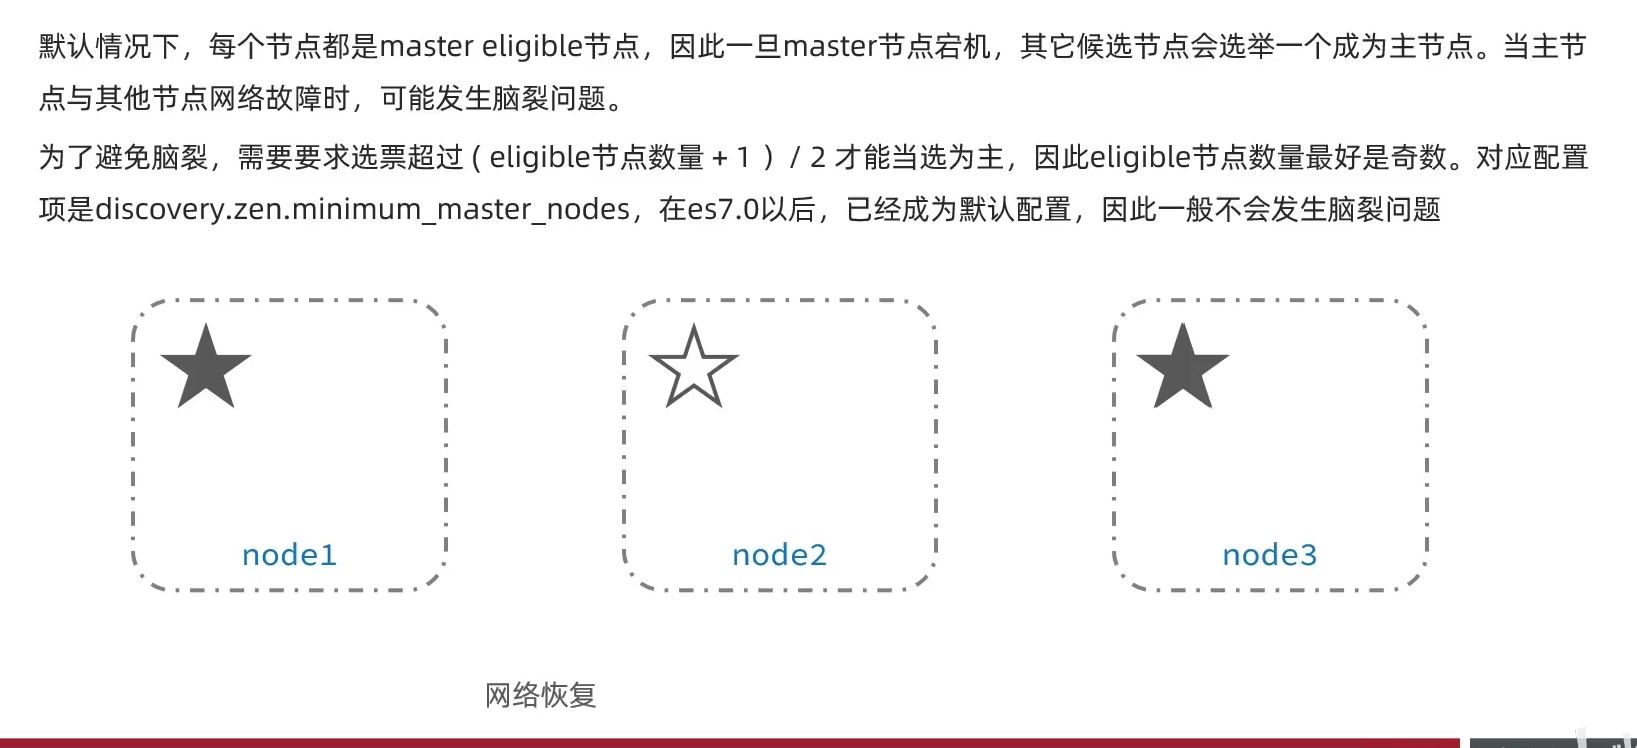 默认情况下，每个节点都是master eligible节点，因此一旦master节点宕机，其它候选节点会选举一个成为主节点。当主节
点与其他节点网络故障时，可能发生脑裂问题。
为了避免脑裂，需要要求选票超过 ( eligible节点数量 + 1 ）/ 2 才能当选为主，因此eligible节点数量最好是奇数。对应配置
项是discovery.zen.minimum_master_nodes，在es7.0以后，已经成为默认配置，因此一般不会发生脑裂问题
node1 node2 node3
网络恢复